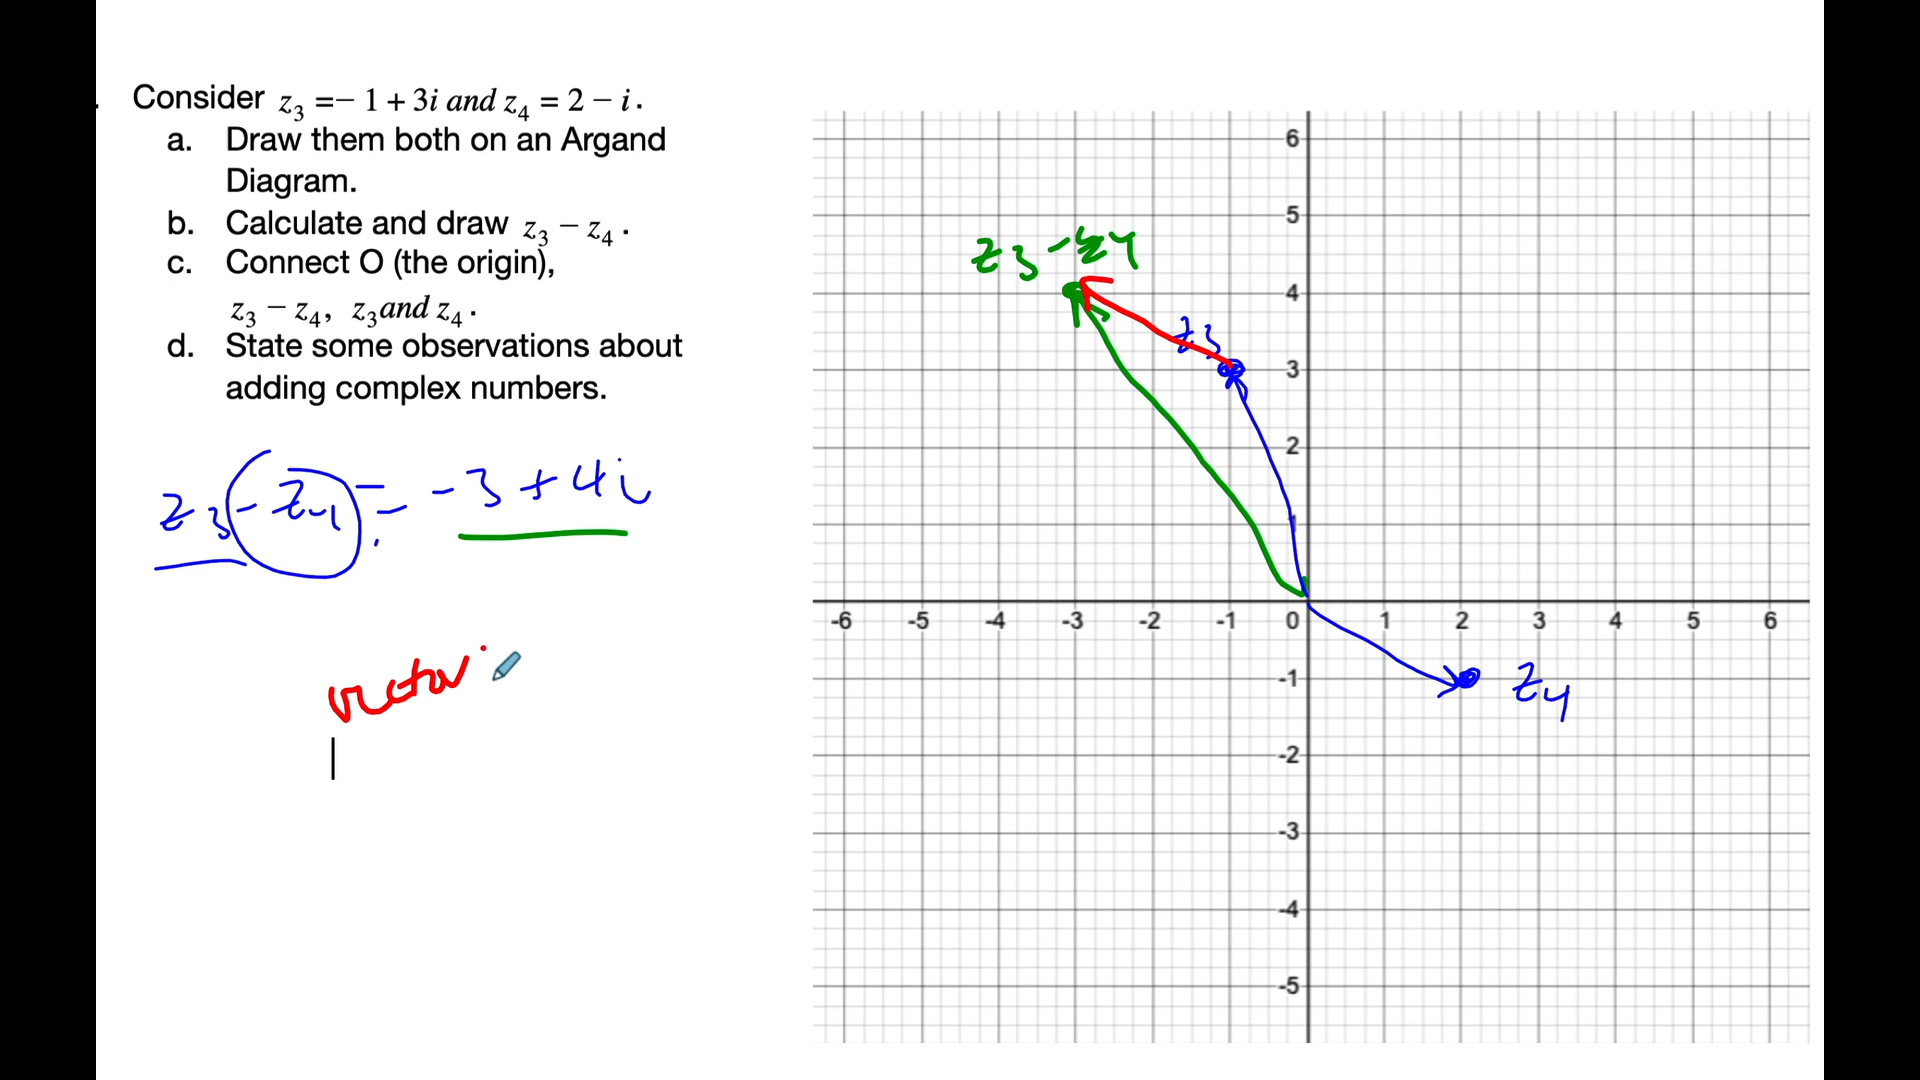 . Consider z₃ =− 1 + 3i and z₄ = 2 − i.
a. Draw them both on an Argand
Diagram.
b. Calculate and draw z₃ − z₄ .
c. Connect O (the origin),
z₃ − z₄, z₃and z₄ .
d. State some observations about
adding complex numbers.
z₃ - z₄ = -3 + 4i
vector
z₃ - z₄
z₃
z₄
6
5
4
3
2
1
-6 -5 -4 -3 -2 -1 0 1 2 3 4 5 6
-1
-2
-3
-4
-5